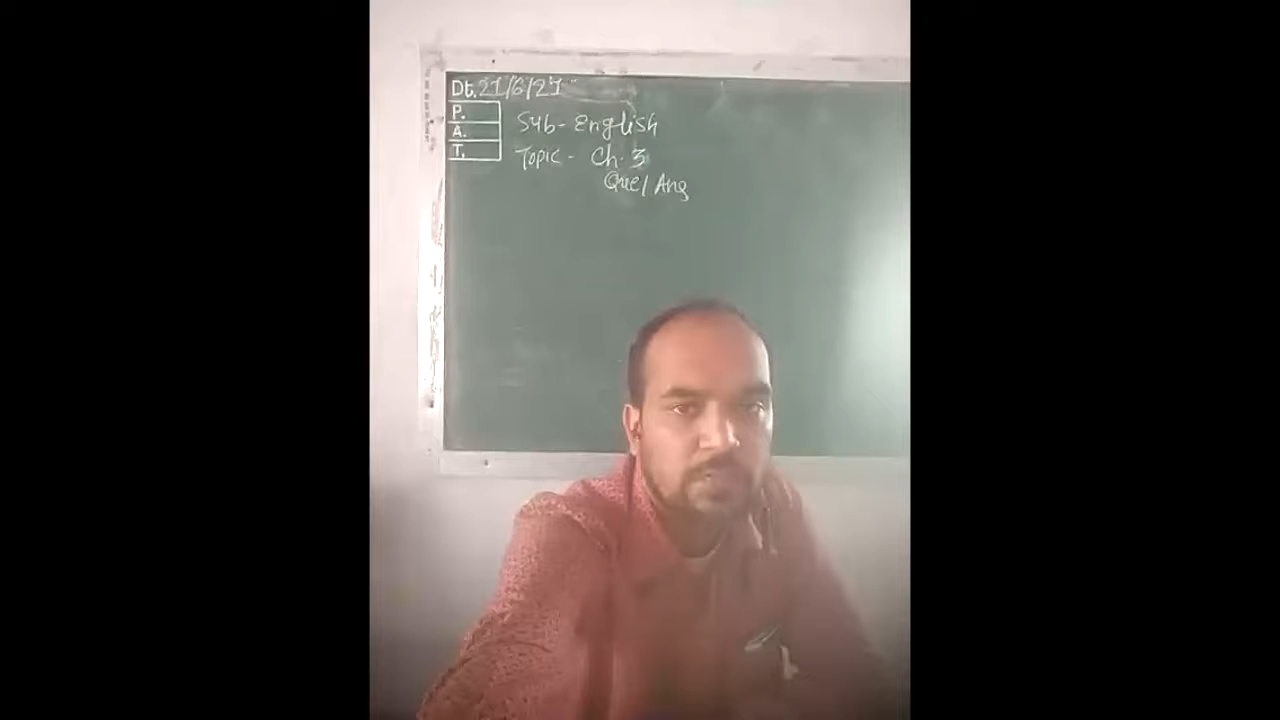 Dt. 21/6/21
P.
A.
T.
Sub- English
Topic - Ch. 3
Que/Ans